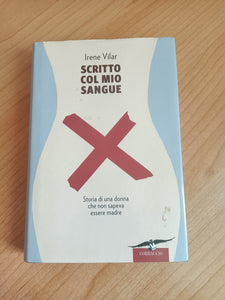 Irene Vilar
SCRITTO
COL MIO
SANGUE
Storia di una donna
che non sapeva
essere madre
CORBACCIO